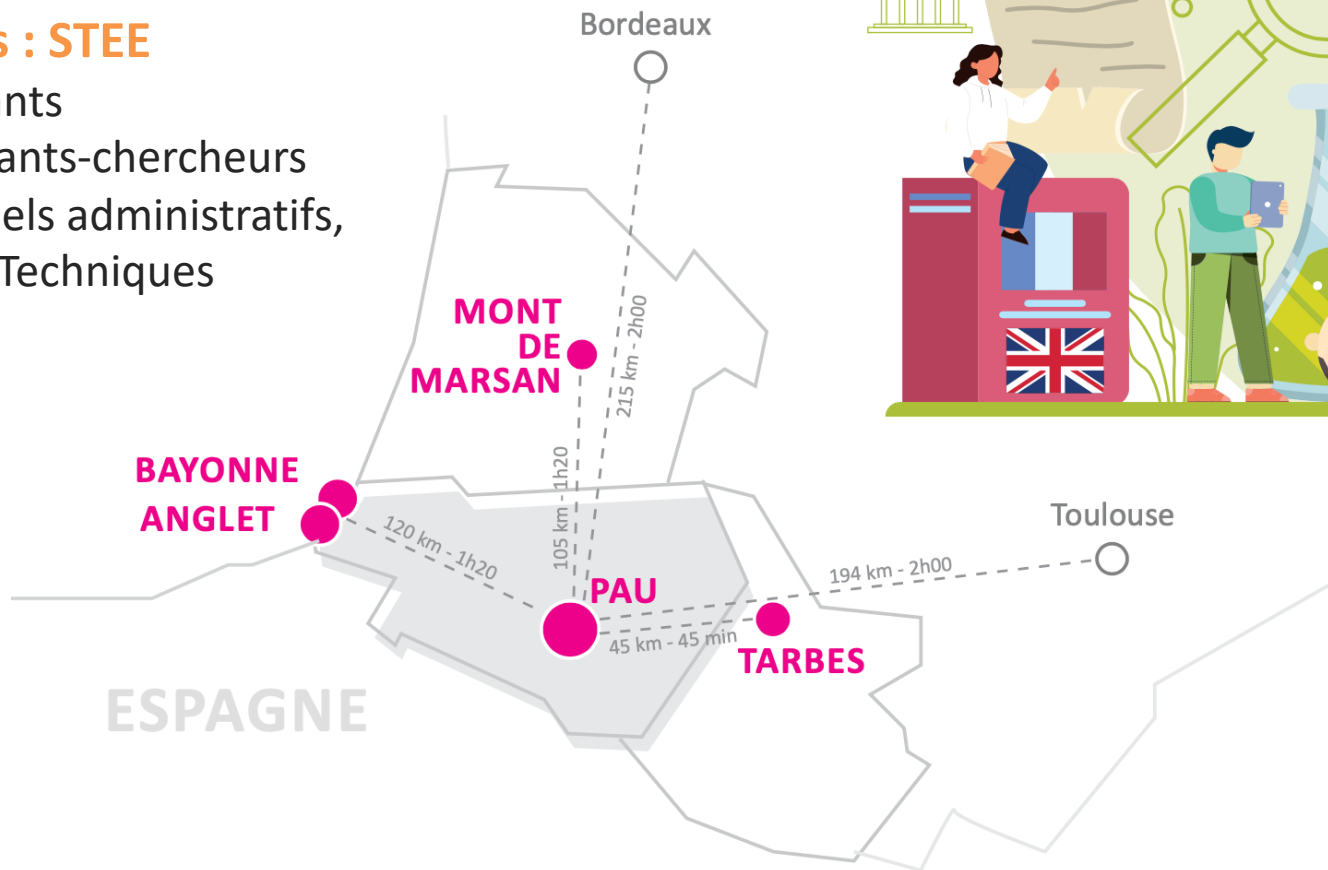 s : STEE
ants
ants-chercheurs
els administratifs,
Techniques
Bordeaux
MONT
DE
MARSAN
215 km - 2h00
BAYONNE
ANGLET
105 km - 1h20
120 km - 1h20
Toulouse
194 km - 2h00
PAU
45 km - 45 min
TARBES
ESPAGNE